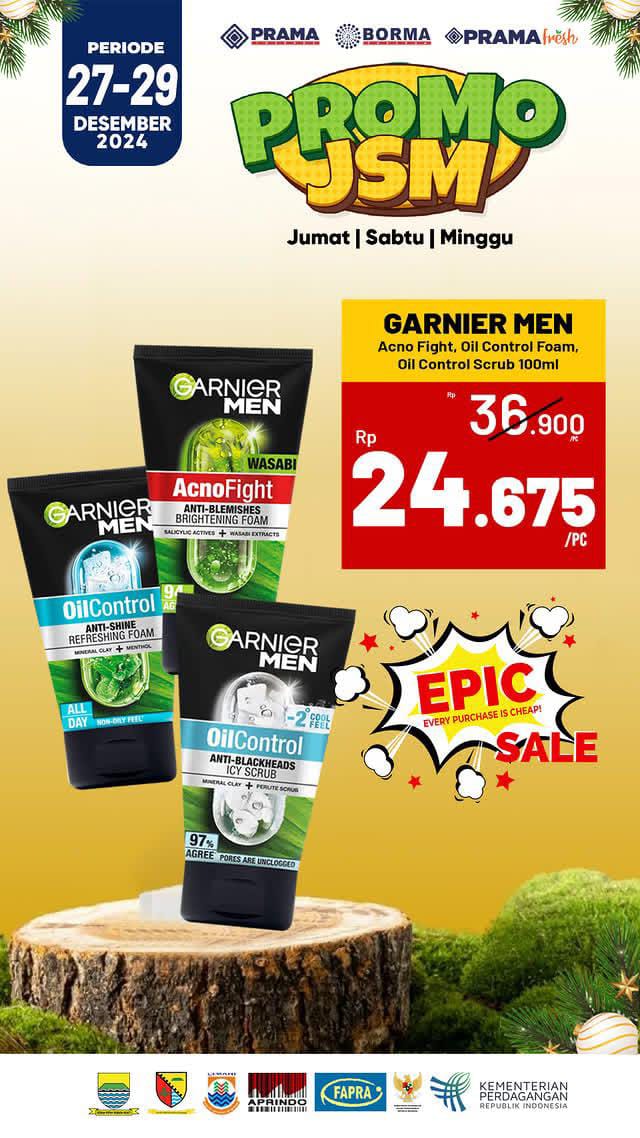 PERIODE
27-29
DESEMBER
2024
PRAMA
BORMA
PRAMA fresh
PROMO
JSM
Jumat | Sabtu | Minggu
GARNIER MEN
Acno Fight, Oil Control Foam,
Oil Control Scrub 100ml
Rp 36.900 /PC
Rp 24.675 /PC
GARNIER
MEN
WASABI
AcnoFight
ANTI-BLEMISHES
BRIGHTENING FOAM
SALICYLIC ACTIVES + WASABI EXTRACTS
GARNIER
MEN
OilControl
ANTI-SHINE
REFRESHING FOAM
MINERAL CLAY + MENTHOL
ALL
DAY NON-OILY FEEL
GARNIER
MEN
-2° COOL
FEEL
OilControl
ANTI-BLACKHEADS
ICY SCRUB
MINERAL CLAY + PERLITE SCRUB
97%
AGREE PORES ARE UNCLOGGED
EPIC
EVERY PURCHASE IS CHEAP!
SALE
APRINDO
FAPRA
KEMENTERIAN
PERDAGANGAN
REPUBLIK INDONESIA